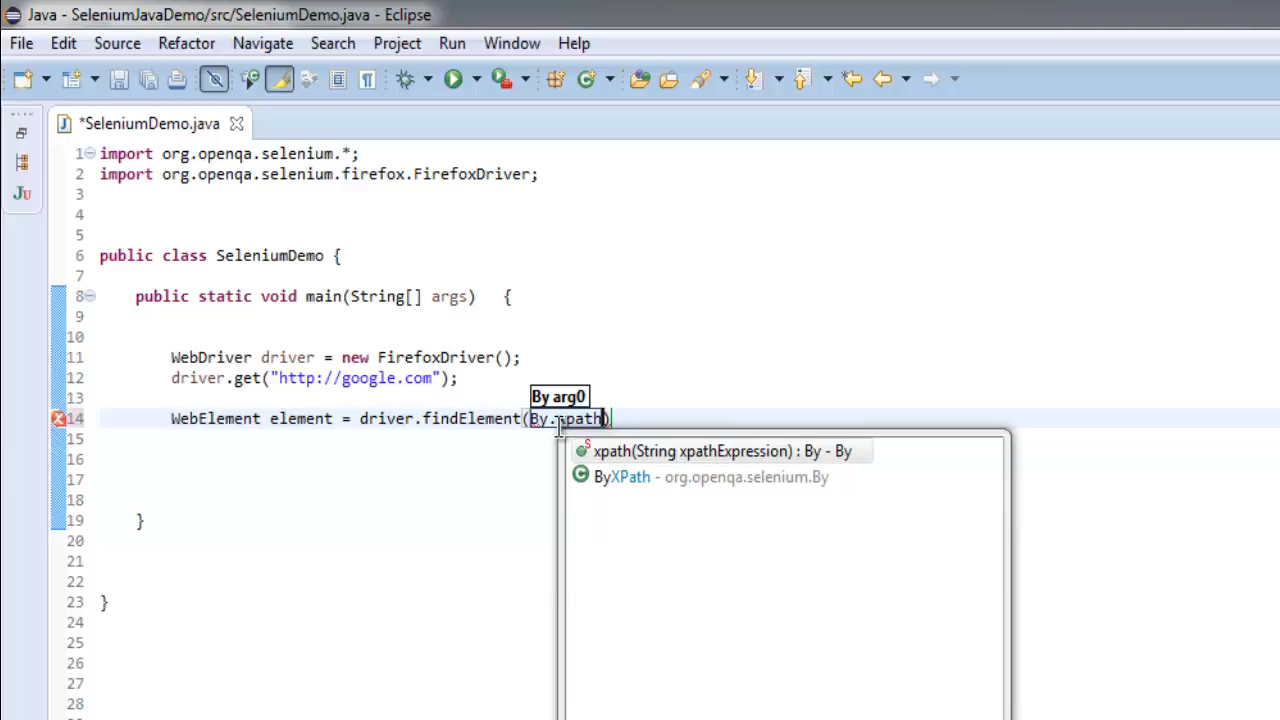 Java - SeleniumJavaDemo/src/SeleniumDemo.java - Eclipse
File Edit Source Refactor Navigate Search Project Run Window Help
*SeleniumDemo.java
1 import org.openqa.selenium.*;
2 import org.openqa.selenium.firefox.FirefoxDriver;
3
4
5
6 public class SeleniumDemo {
7
8 public static void main(String[] args) {
9
10
11 WebDriver driver = new FirefoxDriver();
12 driver.get("http://google.com");
13
By arg0
14 WebElement element = driver.findElement(By.xpath)
15
xpath(String xpathExpression) : By - By
16
ByXPath - org.openqa.selenium.By
17
18
19 }
20
21
22
23 }
24
25
26
27
28
JU